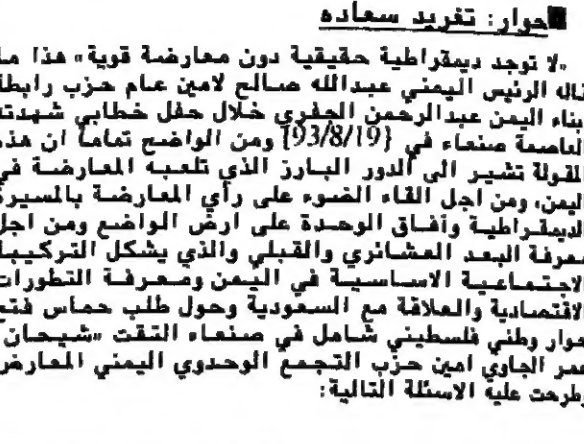 حوار: تغريد سعاده
«لا توجد ديمقراطية حقيقية دون معارضة قوية» هذا ما
قاله الرئيس اليمني عبدالله صالح لامين عام حزب رابطة
بناء اليمن عبدالرحمن الجفري خلال حفل خطابي شهدته
العاصمة صنعاء في {93/8/19} ومن الواضح تماما ان هذه
المقولة تشير الى الدور البارز الذي تلعبه المعارضة في
اليمن، ومن اجل القاء الضوء على رأي المعارضة بالمسيرة
الديمقراطية وآفاق الوحدة على ارض الواضع ومن اجل
معرفة البعد العشائري والقبلي والذي يشكل التركيبة
الاجتماعية الاساسية في اليمن ومعرفة التطورات
الاقتصادية والعلاقة مع السعودية وحول طلب حماس فتح
حوار وطني فلسطيني شامل في صنعاء التقت «شيحان»
عمر الجاوي امين حزب التجمع الوحدوي اليمني المعارض
وطرحت عليه الاسئلة التالية: